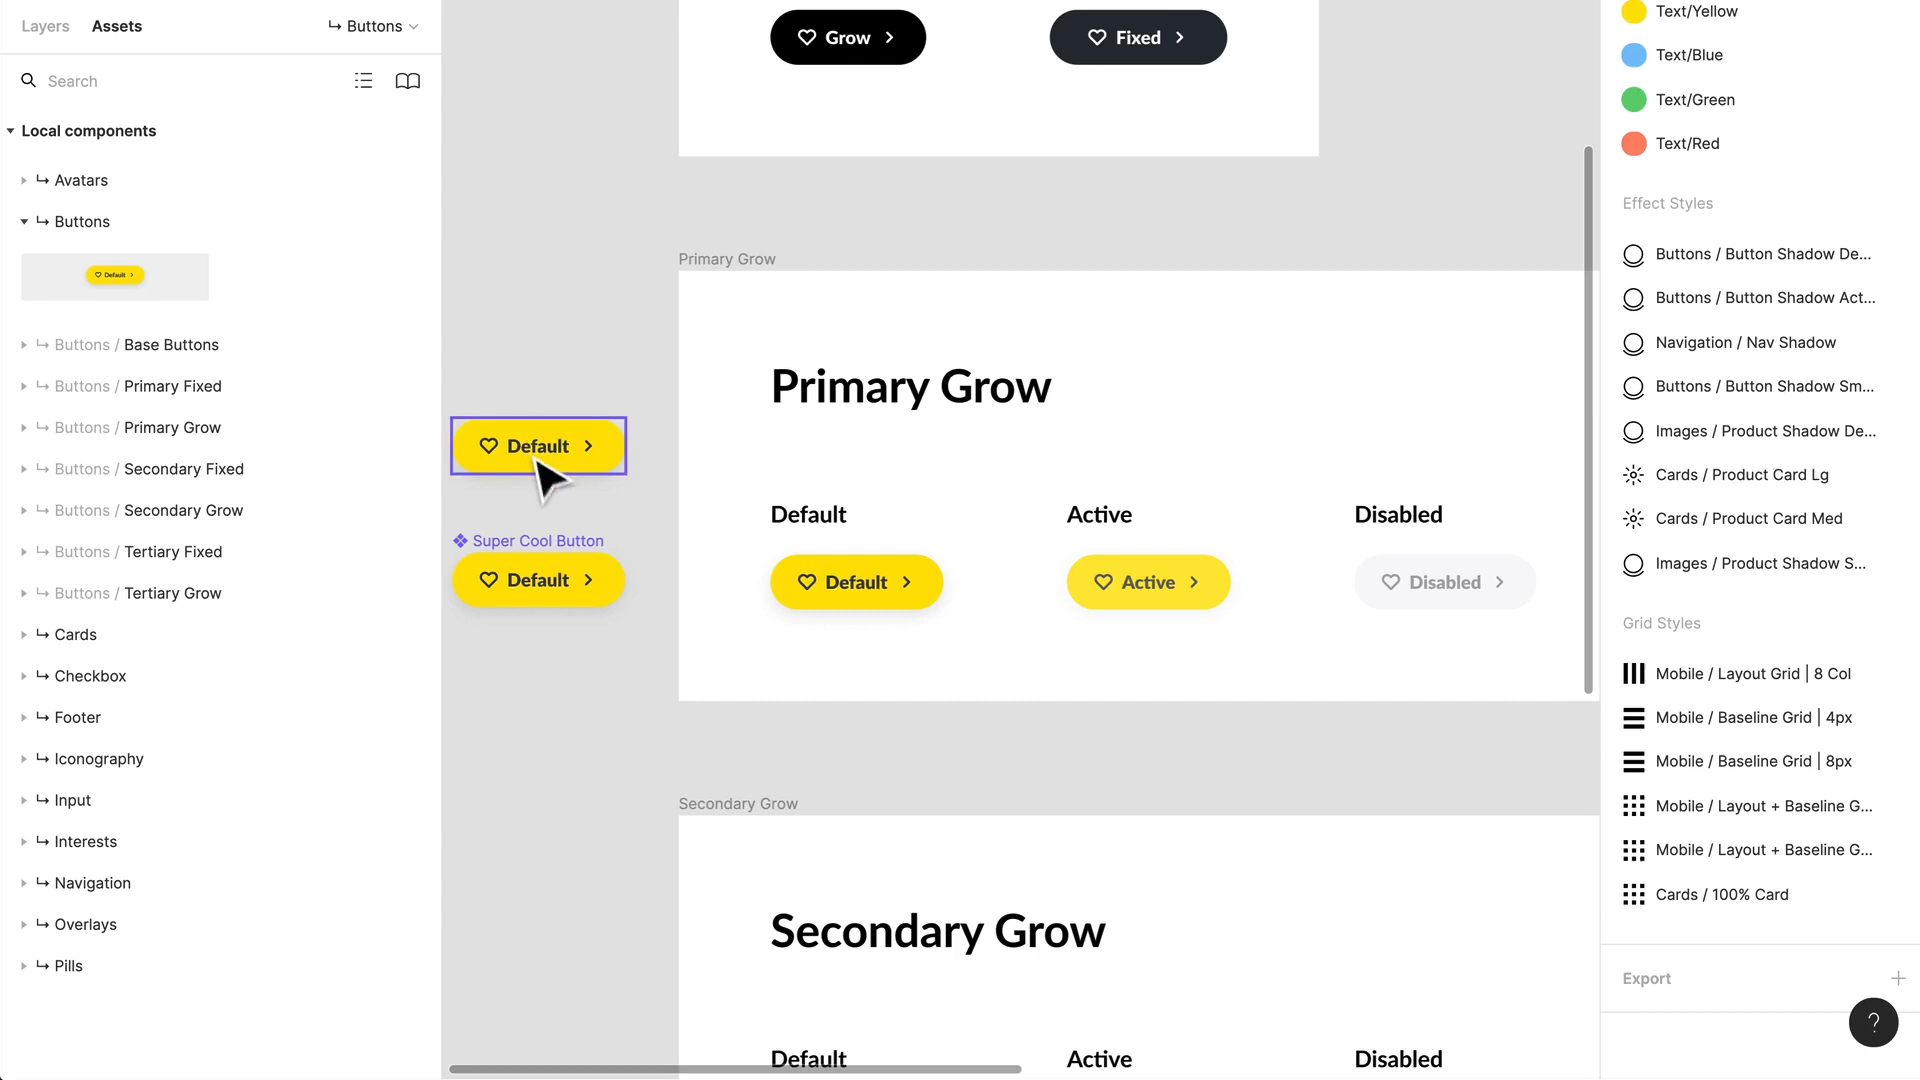 Layers
Assets
Buttons
Search
Local components
Avatars
Buttons
Default
Buttons / Base Buttons
Buttons / Primary Fixed
Buttons / Primary Grow
Buttons / Secondary Fixed
Buttons / Secondary Grow
Buttons / Tertiary Fixed
Buttons / Tertiary Grow
Cards
Checkbox
Footer
Iconography
Input
Interests
Navigation
Overlays
Pills
Default
Super Cool Button
Default
Grow
Fixed
Primary Grow
Primary Grow
Default
Active
Disabled
Default
Active
Disabled
Secondary Grow
Secondary Grow
Default
Active
Disabled
Text/Yellow
Text/Blue
Text/Green
Text/Red
Effect Styles
Buttons / Button Shadow De...
Buttons / Button Shadow Act...
Navigation / Nav Shadow
Buttons / Button Shadow Sm...
Images / Product Shadow De...
Cards / Product Card Lg
Cards / Product Card Med
Images / Product Shadow S...
Grid Styles
Mobile / Layout Grid | 8 Col
Mobile / Baseline Grid | 4px
Mobile / Baseline Grid | 8px
Mobile / Layout + Baseline G...
Mobile / Layout + Baseline G...
Cards / 100% Card
Export
?